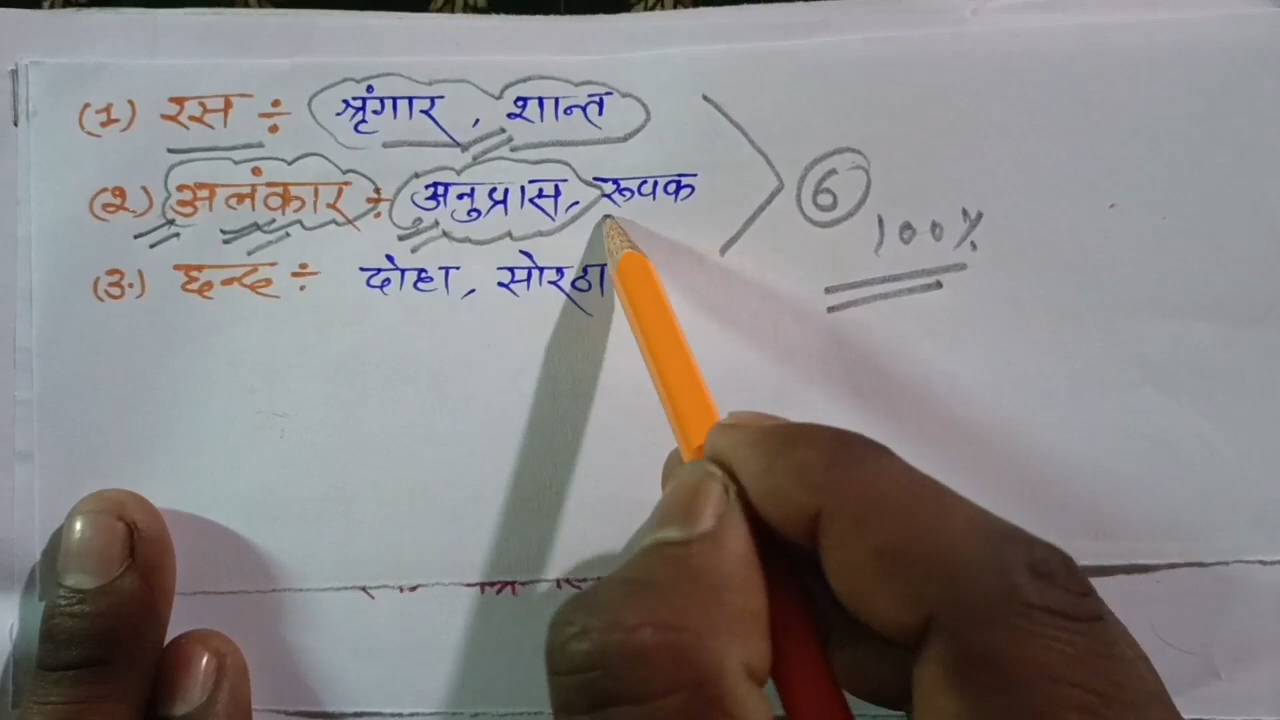 (1) रस ÷ श्रृंगार , शान्त
(2) अलंकार ÷ अनुप्रास, रूपक
(3.) छन्द ÷ दोहा, सोरठा
6
100%